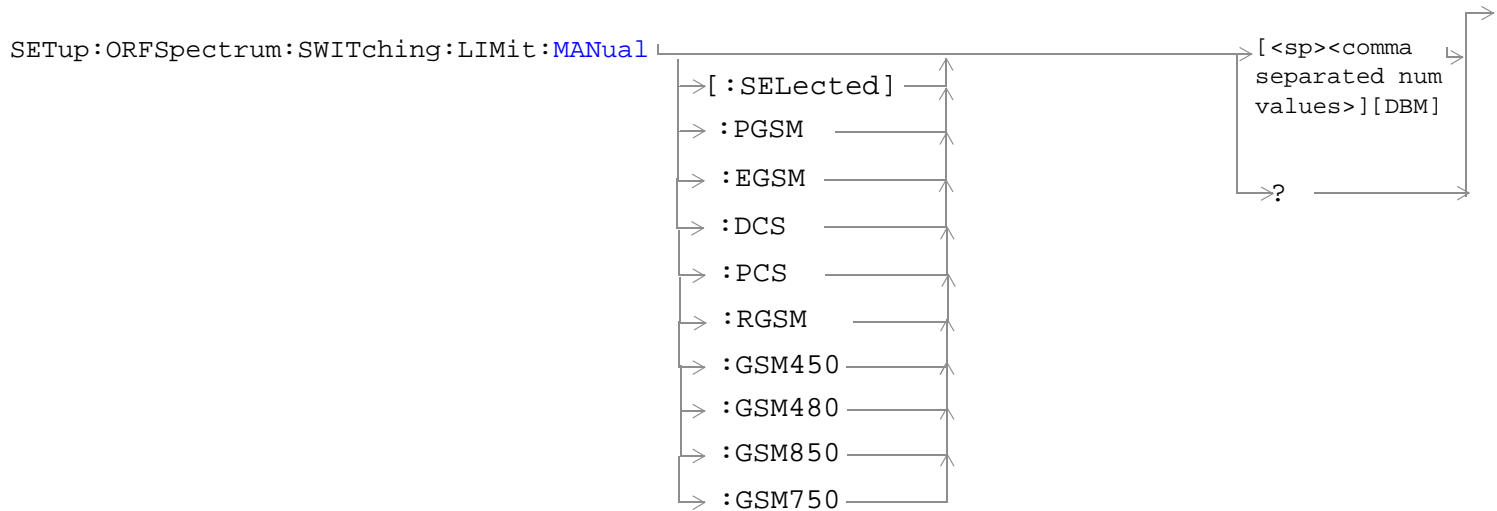 SETup:ORFSpectrum:SWITching:LIMit:MANual
[:SELected]
:PGSM
:EGSM
:DCS
:PCS
:RGSM
:GSM450
:GSM480
:GSM850
:GSM750
[<sp><comma
separated num
values>][DBM]
?